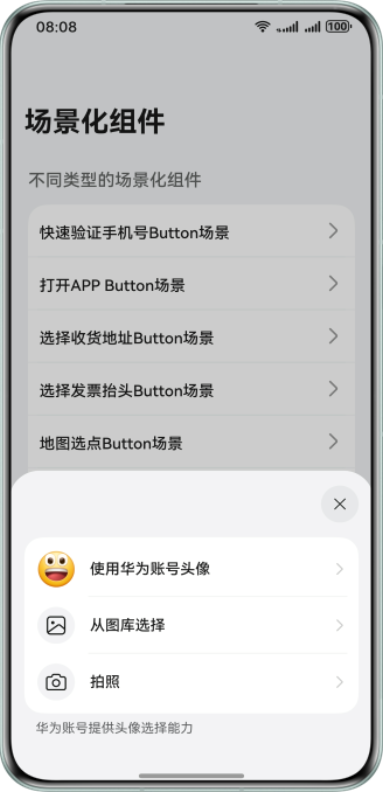 08:08
100
场景化组件
不同类型的场景化组件
快速验证手机号Button场景
打开APP Button场景
选择收货地址Button场景
选择发票抬头Button场景
地图选点Button场景
使用华为账号头像
从图库选择
拍照
华为账号提供头像选择能力